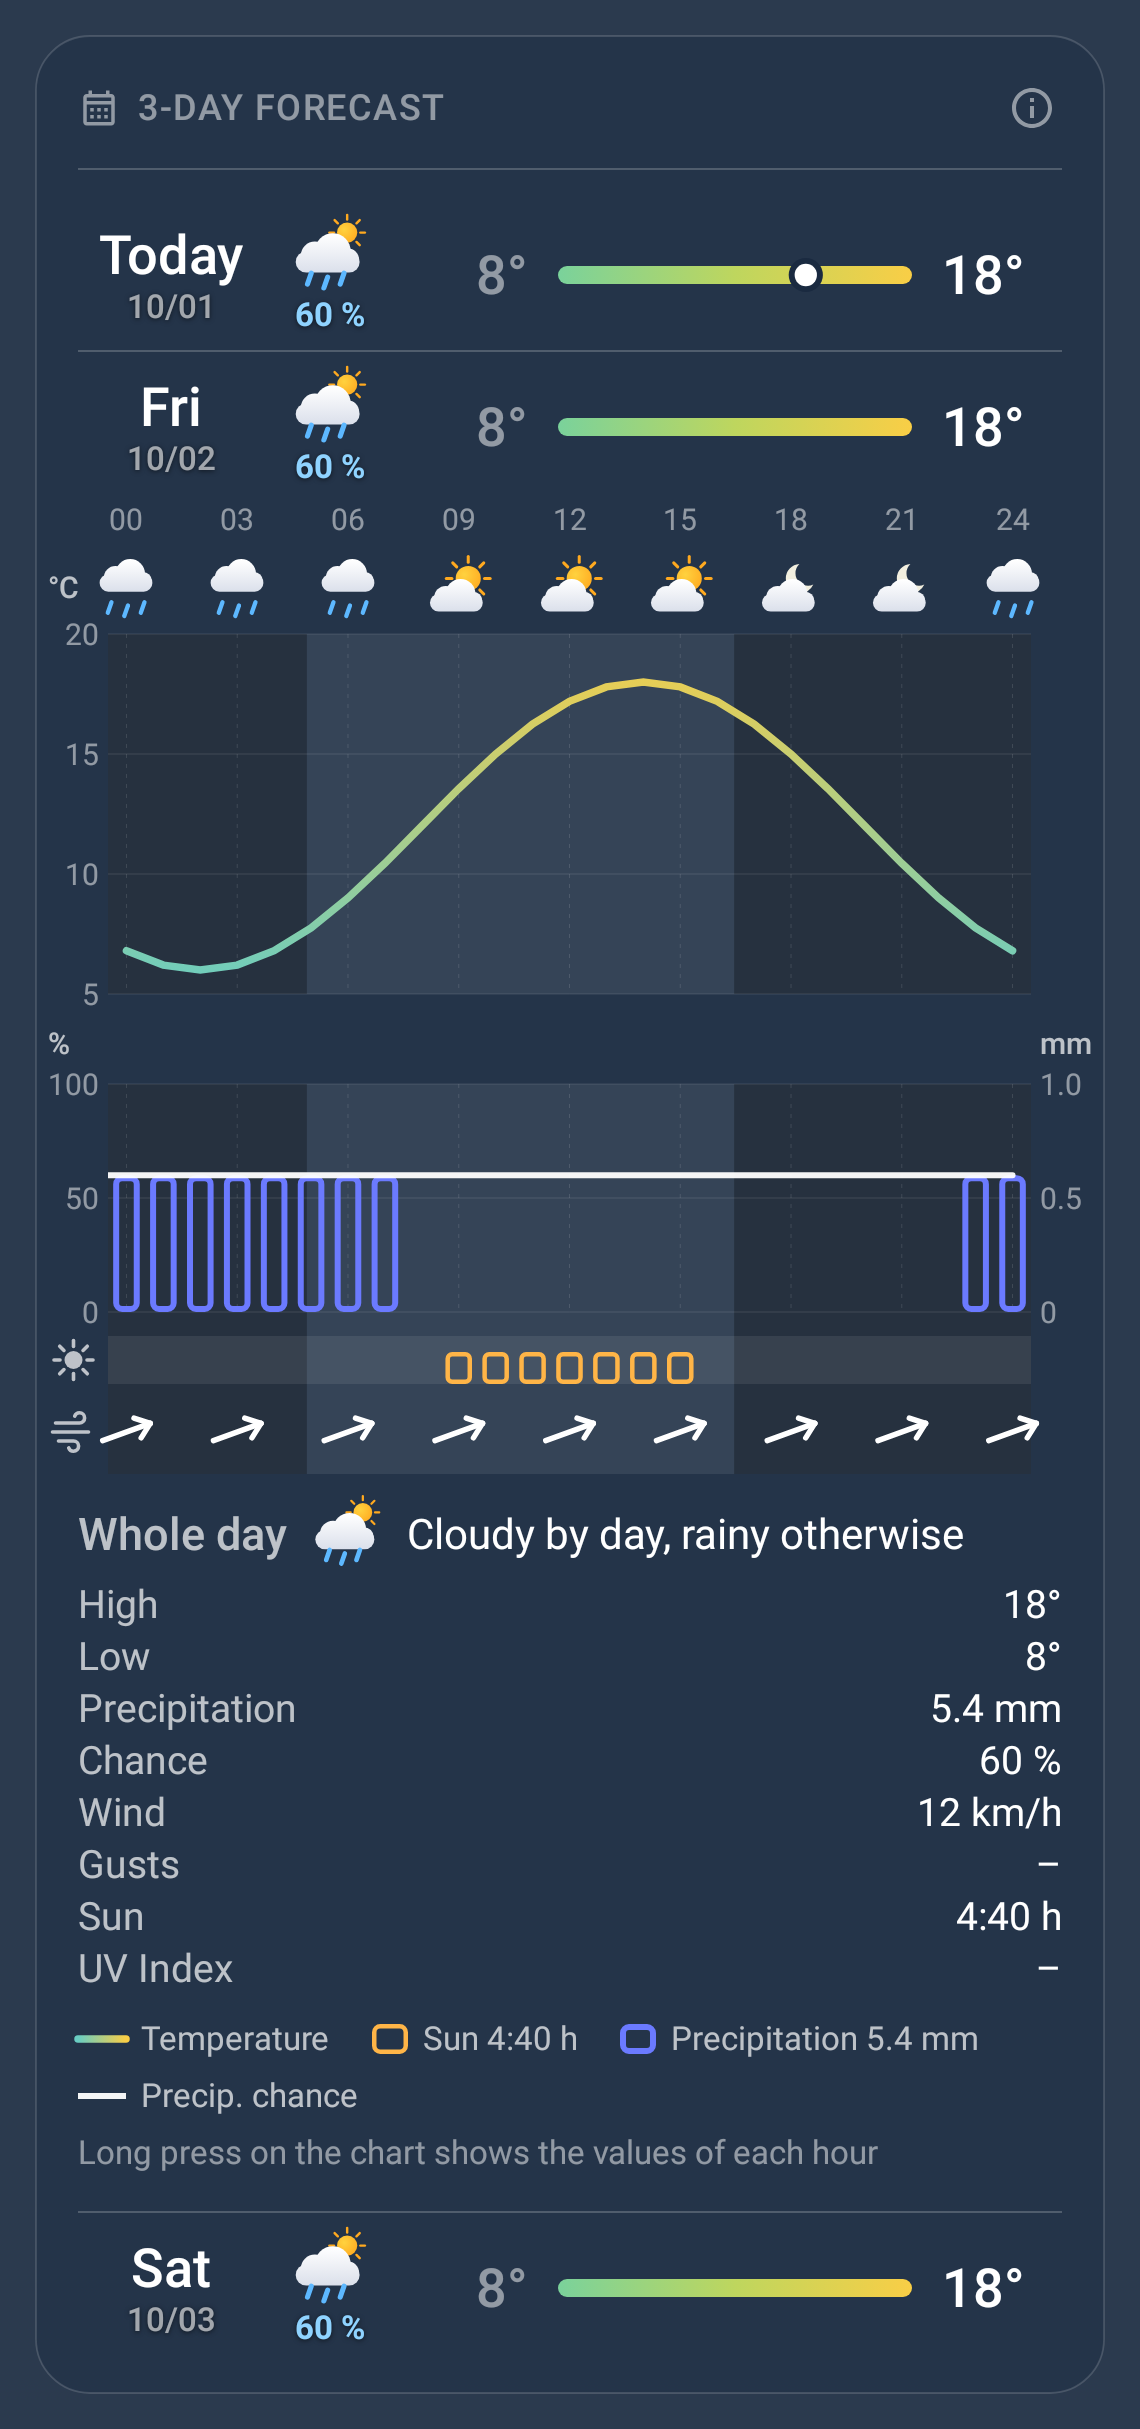 3-DAY FORECAST
Today
10/01
60 %
8°
18°
Fri
10/02
60 %
8°
18°
00 03 06 09 12 15 18 21 24
°C
20
15
10
5
% mm
100 1.0
50 0.5
0 0
Whole day Cloudy by day, rainy otherwise
High 18°
Low 8°
Precipitation 5.4 mm
Chance 60 %
Wind 12 km/h
Gusts –
Sun 4:40 h
UV Index –
Temperature Sun 4:40 h Precipitation 5.4 mm
Precip. chance
Long press on the chart shows the values of each hour
Sat
10/03
60 %
8°
18°